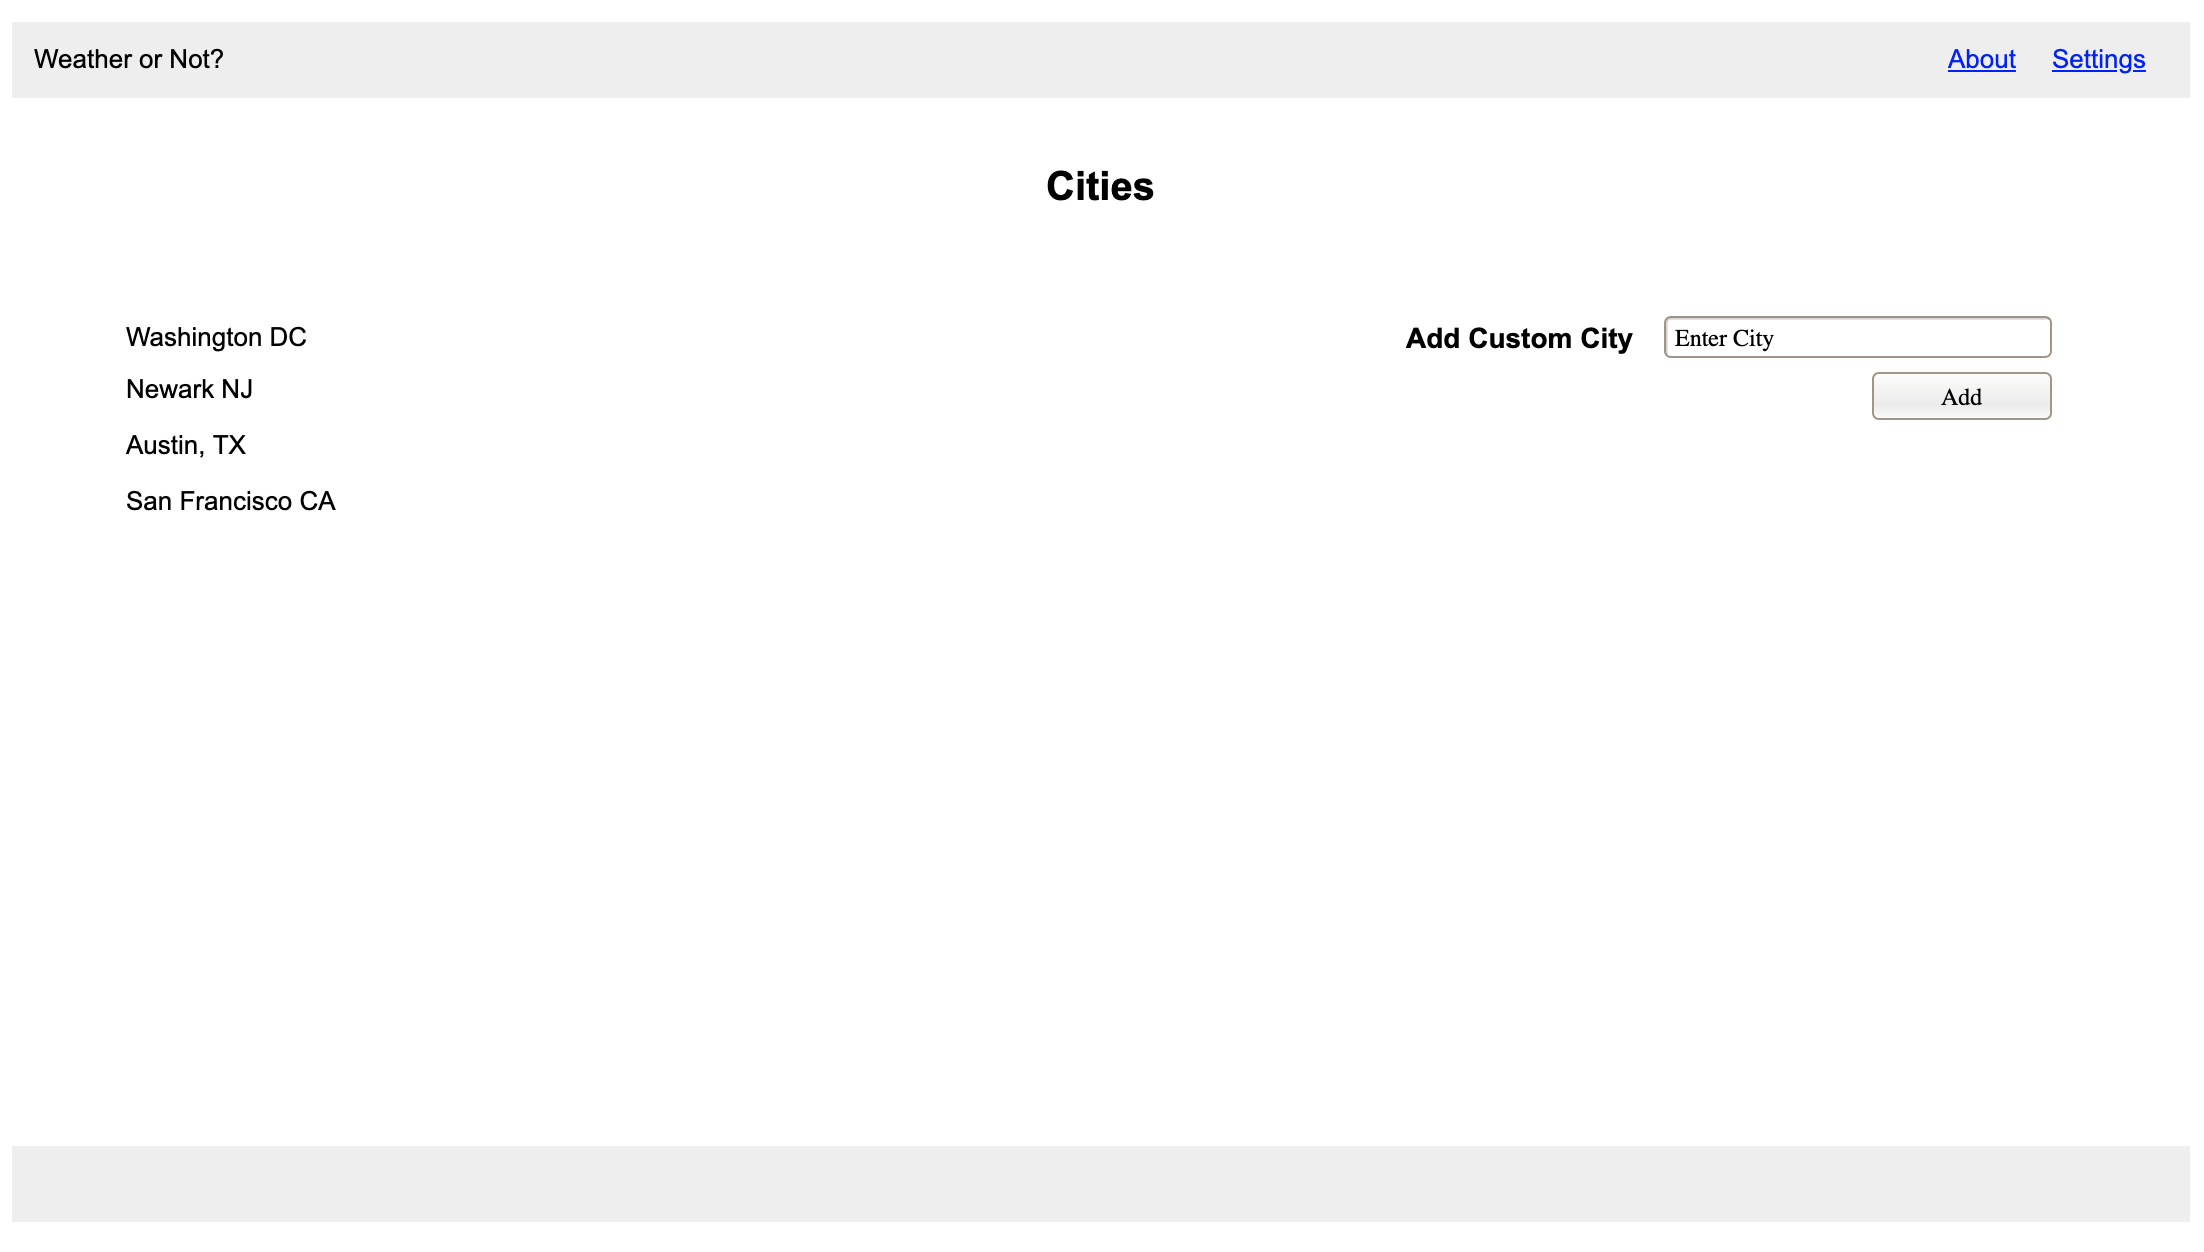 Weather or Not? About Settings
Cities
Washington DC
Newark NJ
Austin, TX
San Francisco CA
Add Custom City Enter City
Add